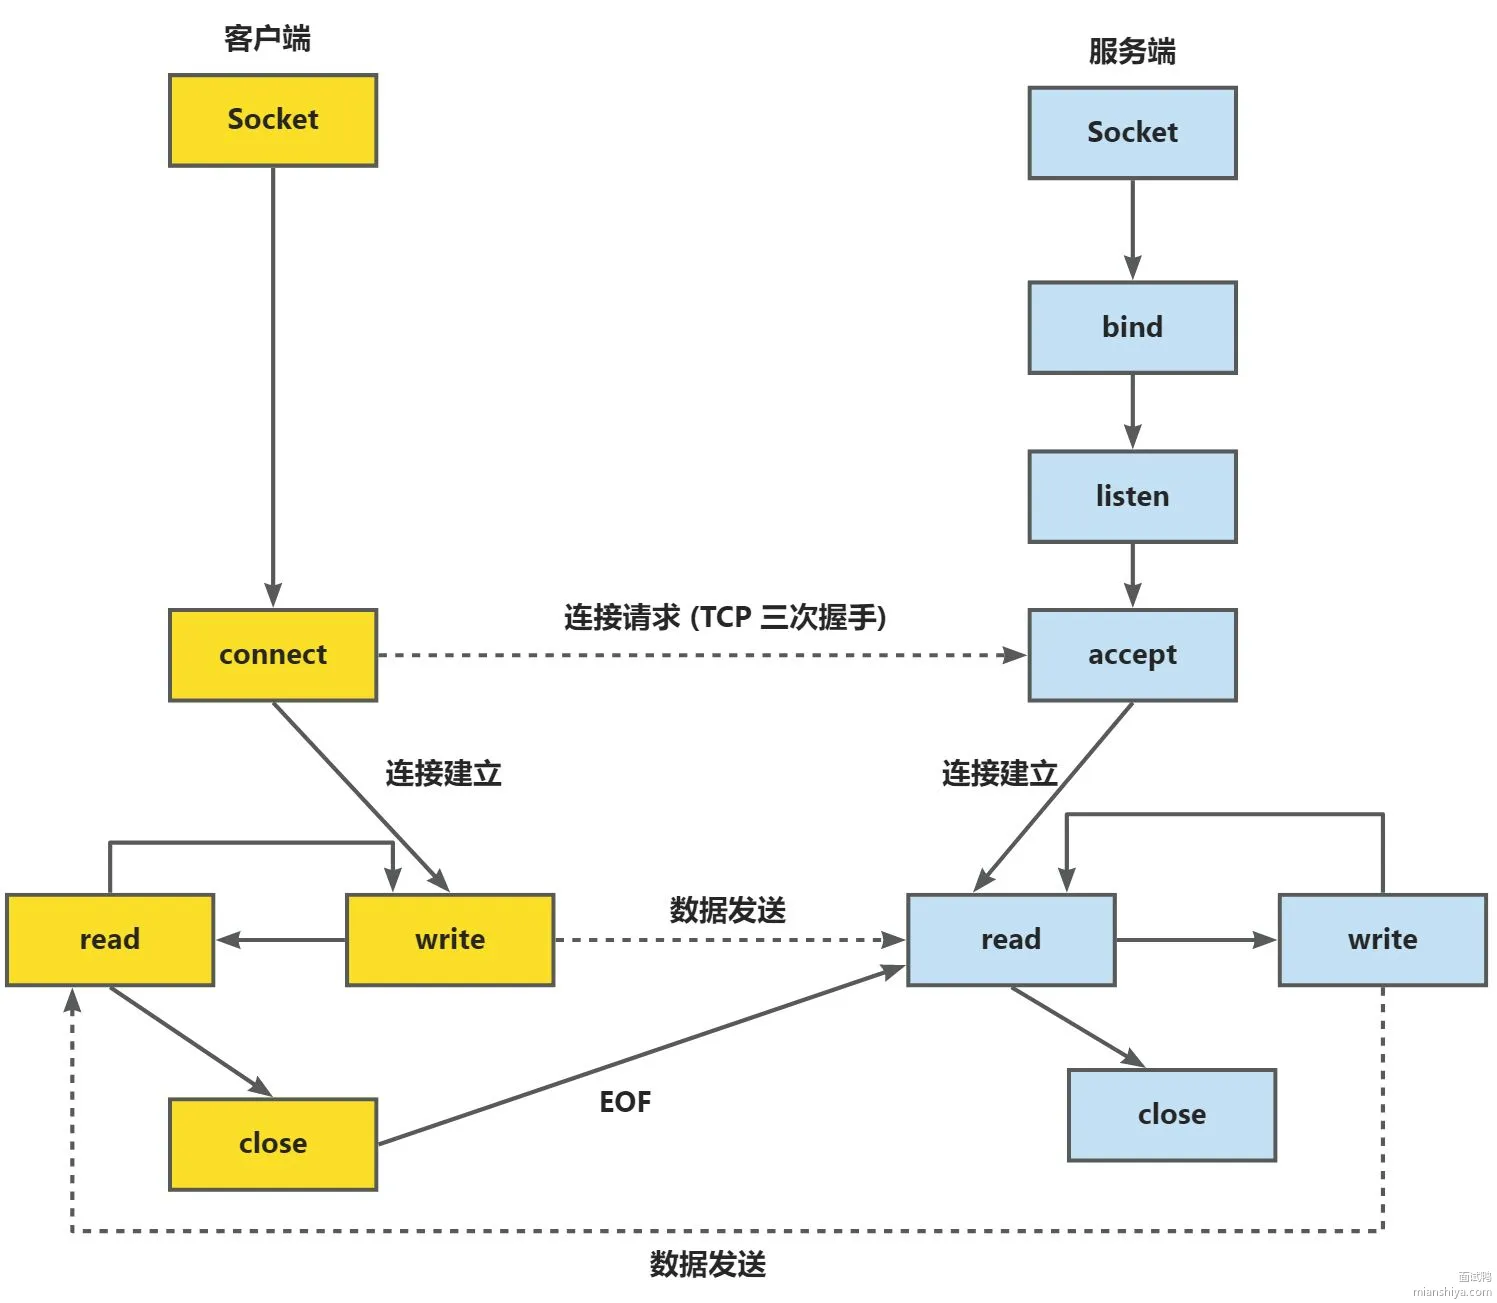 客户端
服务端
Socket
Socket
bind
listen
连接请求 (TCP 三次握手)
connect
accept
连接建立
连接建立
数据发送
read
write
read
write
EOF
close
close
数据发送
面试鸭
mianshiya.com